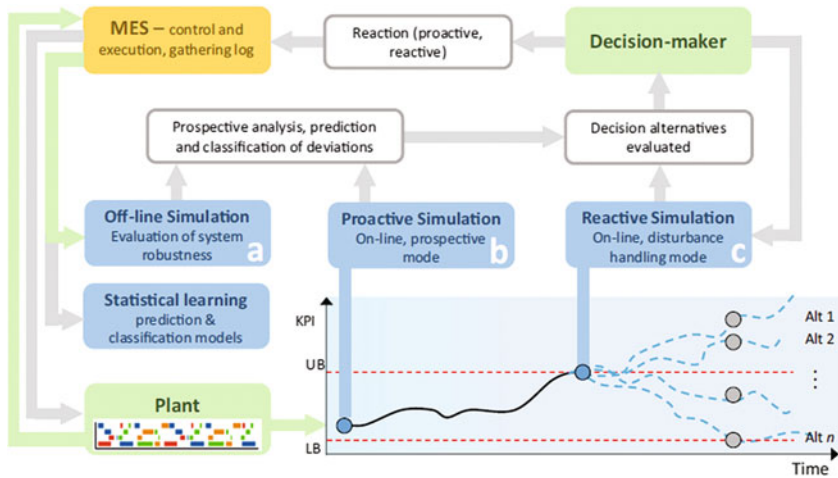 MES – control and
execution, gathering log
Reaction (proactive,
reactive)
Decision-maker
Prospective analysis, prediction
and classification of deviations
Decision alternatives
evaluated
Off-line Simulation
Evaluation of system
robustness
a
Proactive Simulation
On-line, prospective
mode
b
Reactive Simulation
On-line, disturbance
handling mode
c
Statistical learning
prediction &
classification models
Plant
KPI
UB
LB
Alt 1
Alt 2
⋮
Alt n
Time